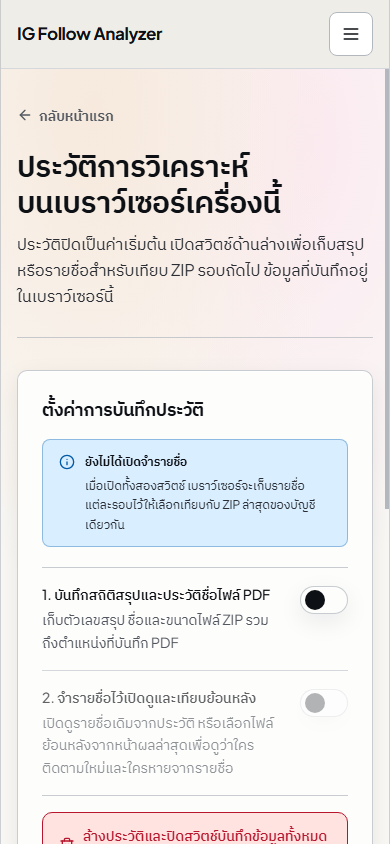 IG Follow Analyzer
กลับหน้าแรก
ประวัติการวิเคราะห์
บนเบราว์เซอร์เครื่องนี้
ประวัติปิดเป็นค่าเริ่มต้น เปิดสวิตช์ด้านล่างเพื่อเก็บสรุป
หรือรายชื่อสำหรับเทียบ ZIP รอบถัดไป ข้อมูลที่บันทึกอยู่
ในเบราว์เซอร์นี้
ตั้งค่าการบันทึกประวัติ
ยังไม่ได้เปิดจำรายชื่อ
เมื่อเปิดทั้งสองสวิตช์ เบราว์เซอร์จะเก็บรายชื่อ
แต่ละรอบไว้ให้เลือกเทียบกับ ZIP ล่าสุดของบัญชี
เดียวกัน
1. บันทึกสถิติสรุปและประวัติชื่อไฟล์ PDF
เก็บตัวเลขสรุป ชื่อและขนาดไฟล์ ZIP รวม
ถึงตำแหน่งที่บันทึก PDF
2. จำรายชื่อไว้เปิดดูและเทียบย้อนหลัง
เปิดดูรายชื่อเดิมจากประวัติ หรือเลือกไฟล์
ย้อนหลังจากหน้าผลล่าสุดเพื่อดูว่าใคร
ติดตามใหม่และใครหายจากรายชื่อ
ล้างประวัติและปิดสวิตช์บันทึกข้อมูลทั้งหมด